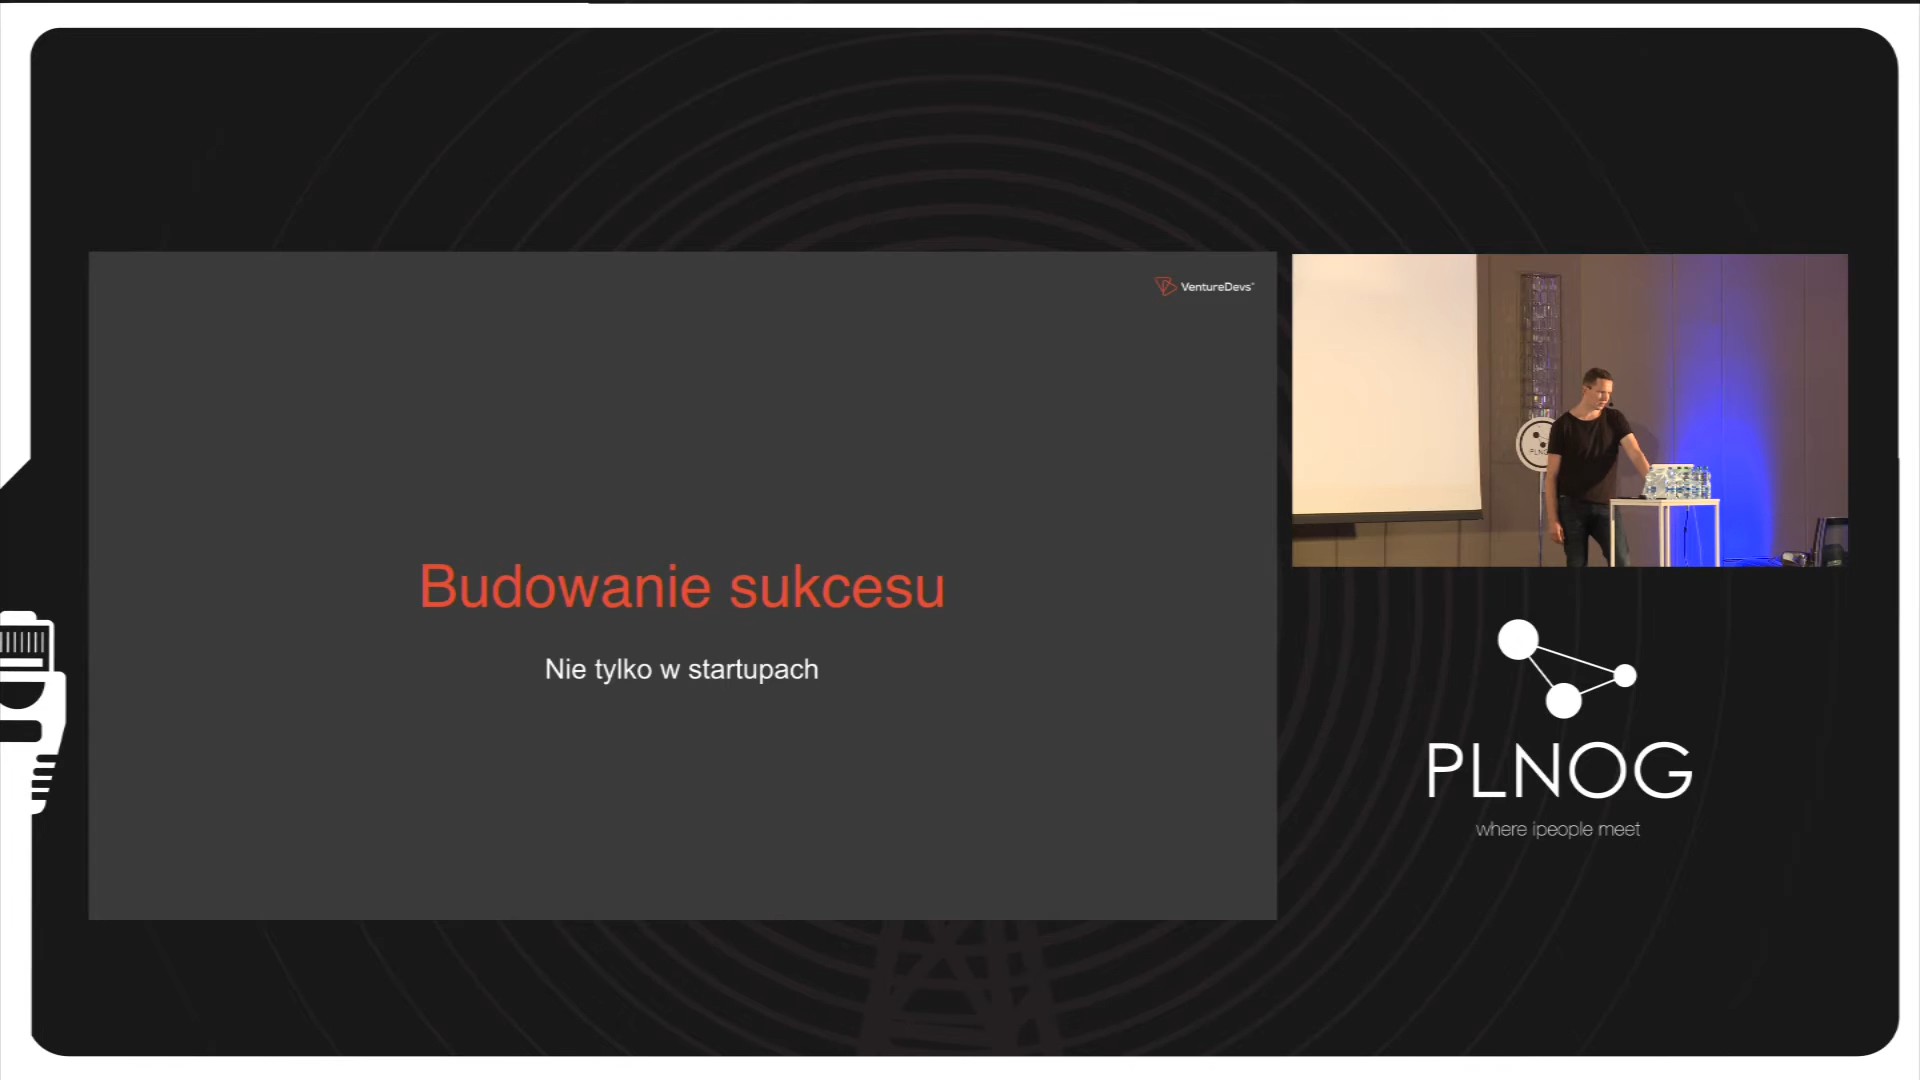 VentureDevs
Budowanie sukcesu
Nie tylko w startupach
PLNOG
where ipeople meet